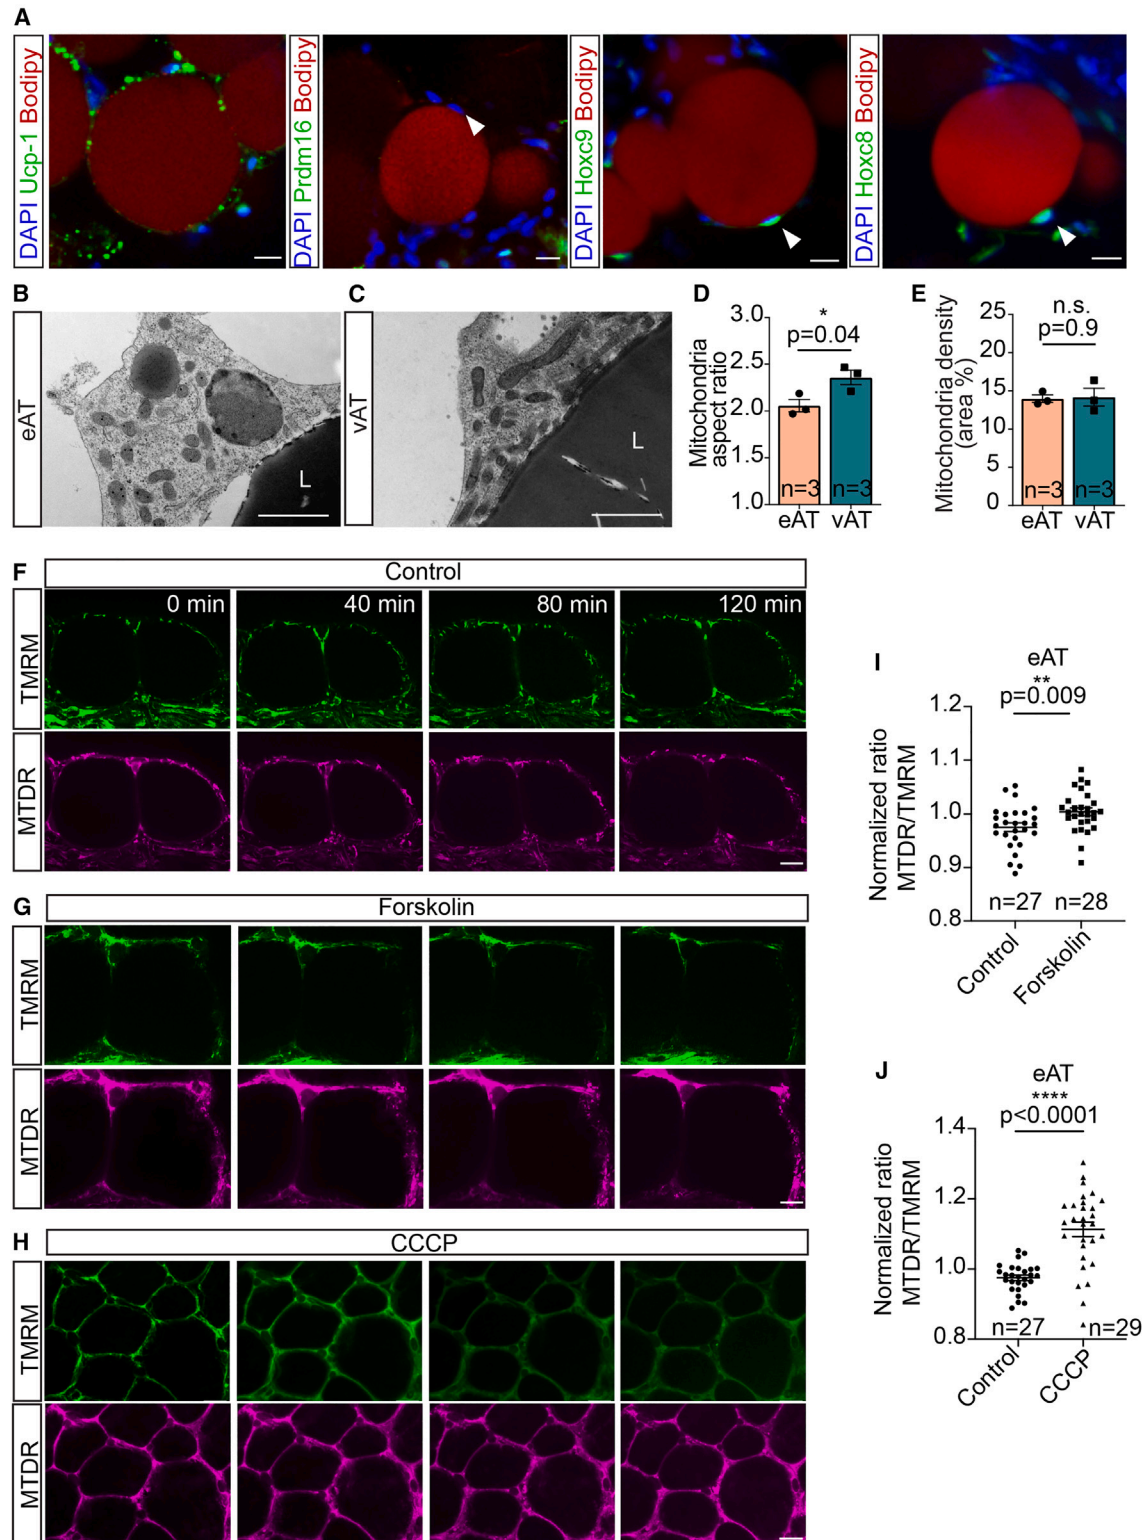 A
DAPI Ucp-1 Bodipy
DAPI Prdm16 Bodipy
DAPI Hoxc9 Bodipy
DAPI Hoxc8 Bodipy
B
eAT
L
C
vAT
L
D
Mitochondria
aspect ratio
3.0
2.5
2.0
1.5
1.0
*
p=0.04
n=3
n=3
eAT
vAT
E
Mitochondria density
(area %)
25
20
15
10
5
0
n.s.
p=0.9
n=3
n=3
eAT
vAT
F
Control
TMRM
0 min
40 min
80 min
120 min
MTDR
G
Forskolin
TMRM
MTDR
H
CCCP
TMRM
MTDR
I
eAT
**
p=0.009
Normalized ratio
MTDR/TMRM
1.2
1.1
1.0
0.9
0.8
n=27
n=28
Control
Forskolin
J
eAT
****
p<0.0001
Normalized ratio
MTDR/TMRM
1.4
1.2
1.0
0.8
n=27
n=29
Control
CCCP